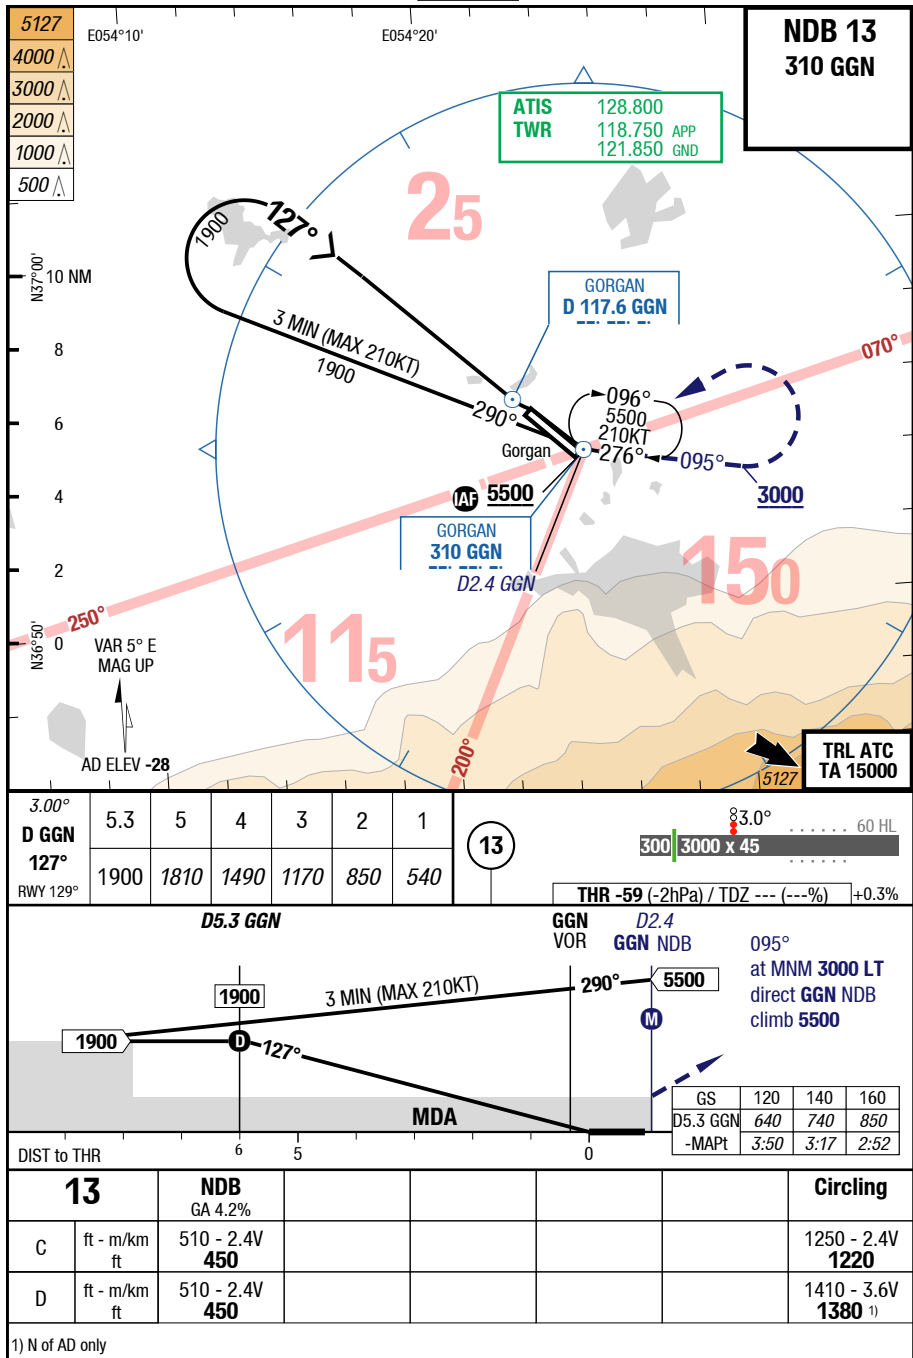 5127
4000
3000
2000
1000
500
E054°10'
E054°20'
NDB 13
310 GGN
ATIS 128.800
TWR 118.750 APP
121.850 GND
25
1900
127°
N37°00'
10 NM
GORGAN
D 117.6 GGN
3 MIN (MAX 210KT)
1900
070°
8
096°
5500
210KT
276°
290°
6
Gorgan
095°
IAF 5500
3000
4
GORGAN
310 GGN
D2.4 GGN
150
2
250°
115
N36°50'
0
VAR 5° E
MAG UP
200°
AD ELEV -28
5127
TRL ATC
TA 15000
3.00°
D GGN 5.3 5 4 3 2 1
127°
RWY 129° 1900 1810 1490 1170 850 540
13
3.0°
60 HL
300 3000 x 45
THR -59 (-2hPa) / TDZ --- (---%) +0.3%
D5.3 GGN
GGN
VOR
D2.4
GGN NDB
095°
at MNM 3000 LT
direct GGN NDB
climb 5500
1900
3 MIN (MAX 210KT)
290°
5500
M
1900
D
127°
MDA
GS 120 140 160
D5.3 GGN 640 740 850
-MAPt 3:50 3:17 2:52
DIST to THR 6 5 0
13 NDB Circling
GA 4.2%
C ft - m/km 510 - 2.4V 1250 - 2.4V
ft 450 1220
D ft - m/km 510 - 2.4V 1410 - 3.6V
ft 450 1380 1)
1) N of AD only